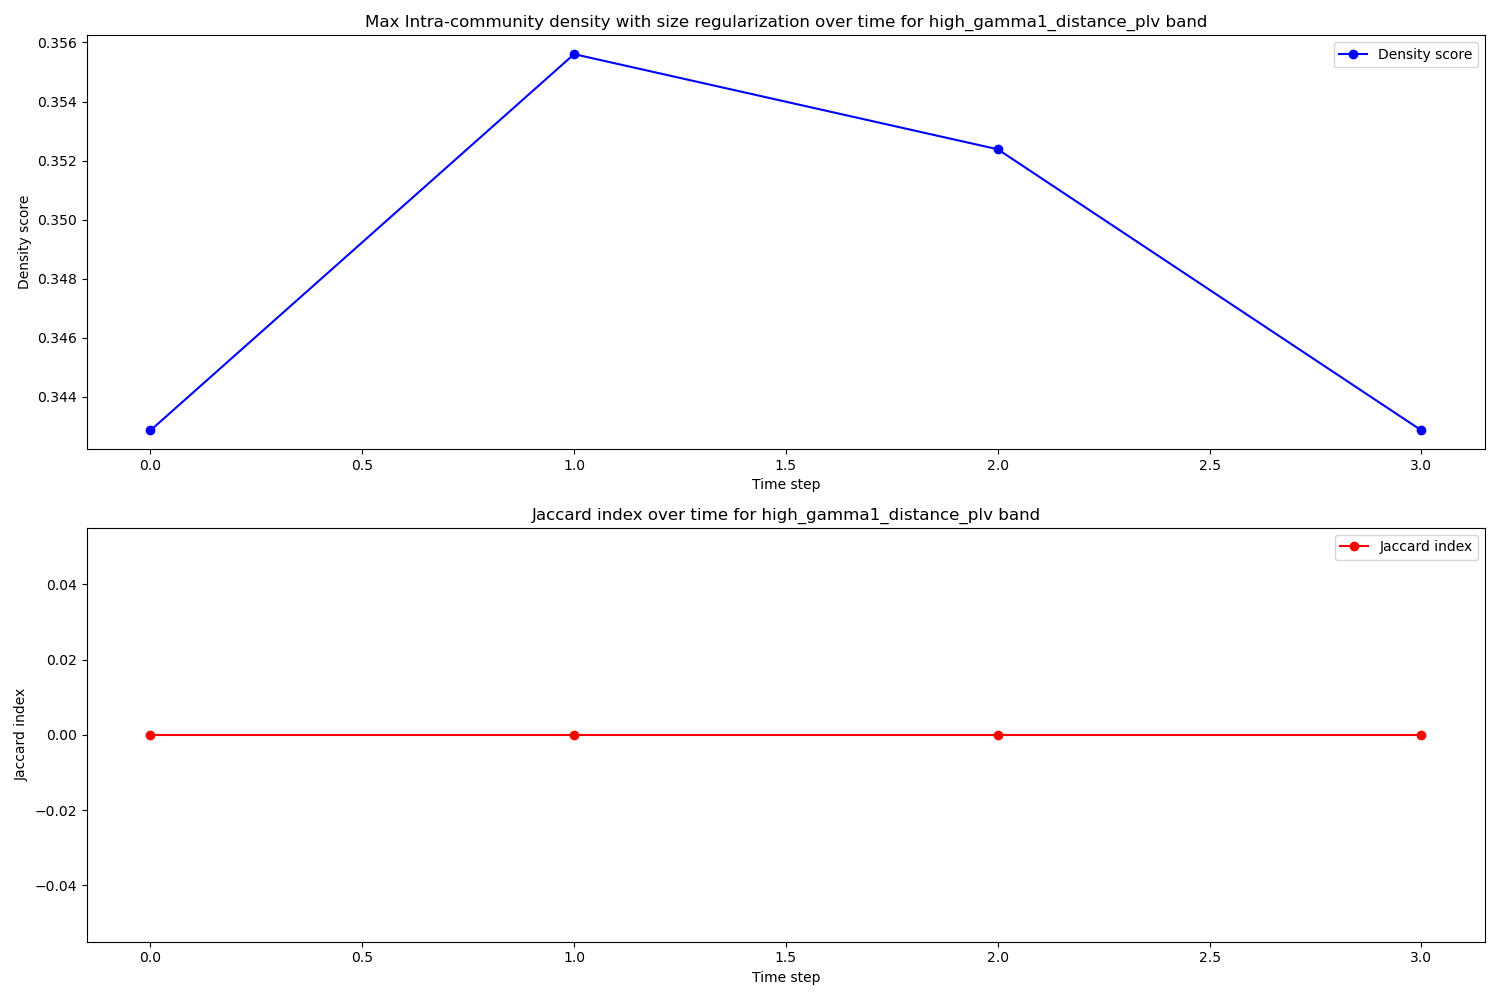 Max Intra-community density with size regularization over time for high_gamma1_distance_plv band
0.356
0.354
0.352
0.350
0.348
0.346
0.344
Density score
Density score
0.0 0.5 1.0 1.5 2.0 2.5 3.0
Time step
Jaccard index over time for high_gamma1_distance_plv band
0.04
0.02
0.00
−0.02
−0.04
Jaccard index
Jaccard index
0.0 0.5 1.0 1.5 2.0 2.5 3.0
Time step